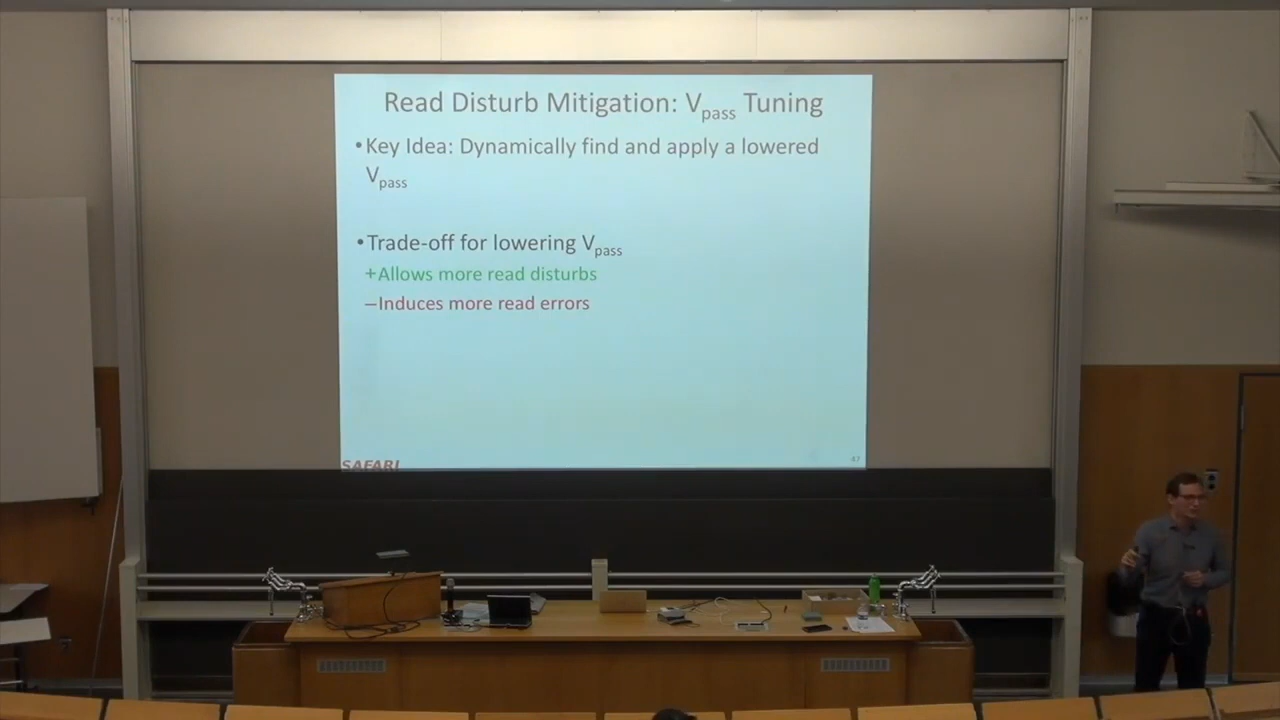 Read Disturb Mitigation: Vpass Tuning
•Key Idea: Dynamically find and apply a lowered
Vpass
•Trade-off for lowering Vpass
+Allows more read disturbs
–Induces more read errors
SAFARI
47